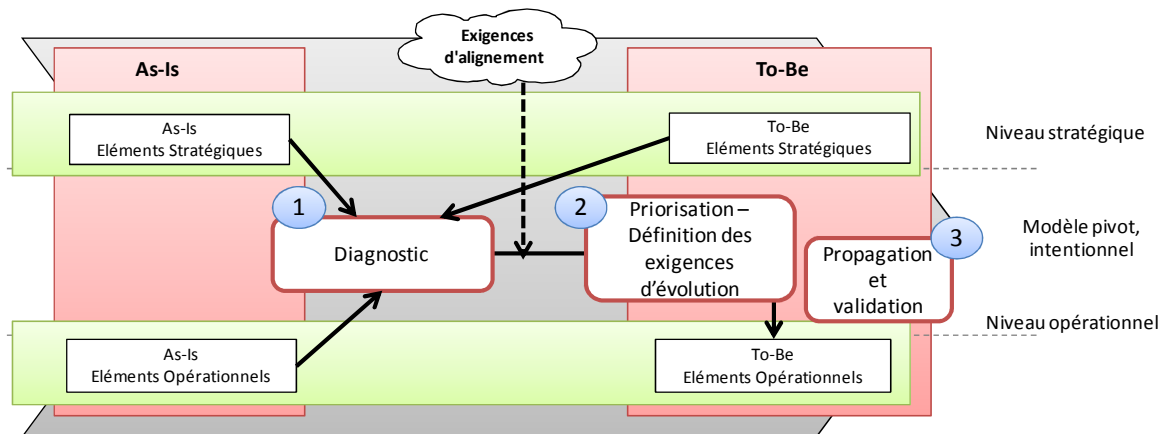 Exigences
d'alignement
As-Is
To-Be
As-Is
Eléments Stratégiques
To-Be
Eléments Stratégiques
Niveau stratégique
1
Diagnostic
2
Priorisation –
Définition des
exigences
d’évolution
3
Propagation
et
validation
Modèle pivot,
intentionnel
Niveau opérationnel
As-Is
Eléments Opérationnels
To-Be
Eléments Opérationnels